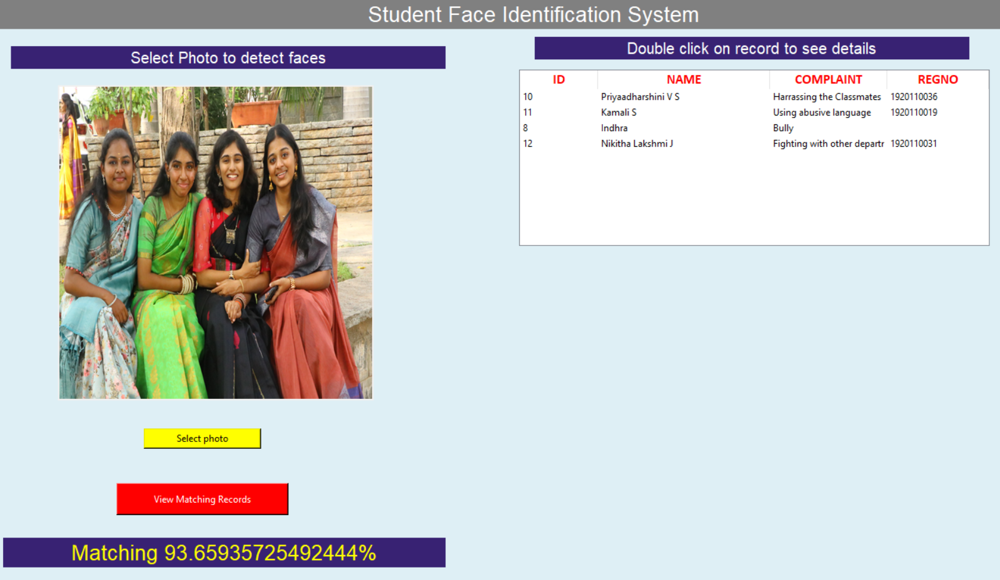 Student Face Identification System
Select Photo to detect faces
Double click on record to see details
ID NAME COMPLAINT REGNO
10 Priyaadharshini V S Harrassing the Classmates 1920110036
11 Kamali S Using abusive language 1920110019
8 Indhra Bully
12 Nikitha Lakshmi J Fighting with other departr 1920110031
Select photo
View Matching Records
Matching 93.65935725492444%